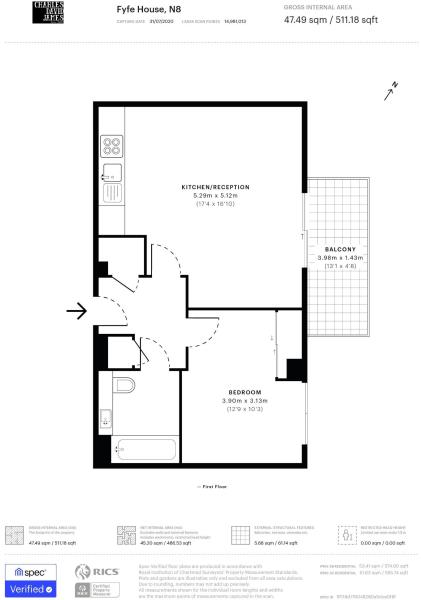 CHARLES
DAVID
JAMES
Fyfe House, N8
CAPTURE DATE 31/07/2020 LASER SCAN POINTS 14,961,013
GROSS INTERNAL AREA
47.49 sqm / 511.18 sqft
N
KITCHEN/RECEPTION
5.29m x 5.12m
(17'4 x 16'10)
BALCONY
3.98m x 1.43m
(13'1 x 4'8)
BEDROOM
3.90m x 3.13m
(12'9 x 10'3)
— First Floor
GROSS INTERNAL AREA (GIA)
The footprint of the property
47.49 sqm / 511.18 sqft
NET INTERNAL AREA (NIA)
45.20 sqm / 486.53 sqft
EXTERNAL STRUCTURAL FEATURES
5.68 sqm / 61.14 sqft
RESTRICTED HEAD HEIGHT
0.00 sqm / 0.00 sqft
spec
Verified
RICS
Certified
Property
Measurer
Spec Verified floor plans are produced in accordance with
Royal Institution of Chartered Surveyors' Property Measurement Standards.
Plots and gardens are illustrative only and excluded from all area calculations.
Due to rounding, numbers may not add up precisely.
All measurements shown for the individual room lengths and widths
are the maximum points of measurements captured in the scan.